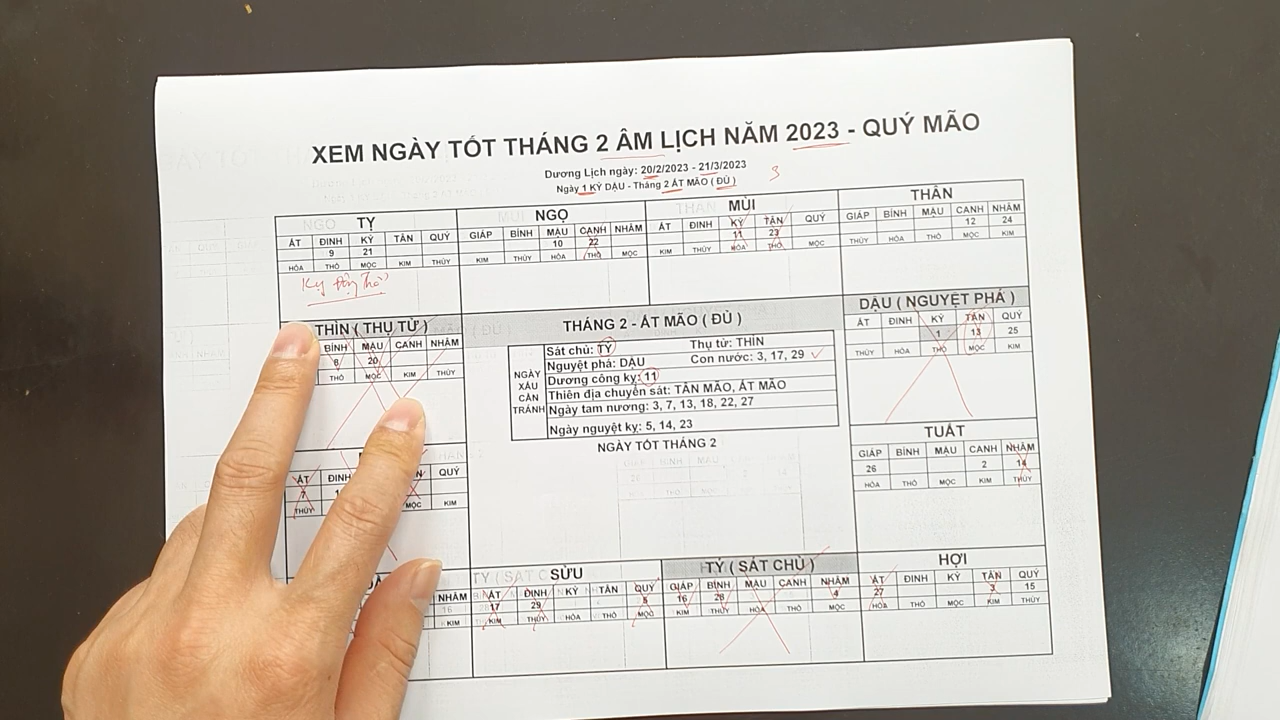 XEM NGÀY TỐT THÁNG 2 ÂM LỊCH NĂM 2023 - QUÝ MÃO
Dương Lịch ngày: 20/2/2023 - 21/3/2023
3
Ngày 1 KỶ DẬU - Tháng 2 ẤT MÃO ( ĐỦ )
TỴ
ẤT ĐINH KỶ TÂN QUÝ
9 21
HỎA THỔ MỘC KIM THỦY
Kỵ động thổ
NGỌ
GIÁP BÍNH MẬU CANH NHÂM
10 22
KIM THỦY HỎA THỔ MỘC
MÙI
ẤT ĐINH KỶ TÂN QUÝ
11 23
KIM THỦY HỎA THỔ MỘC
THÂN
GIÁP BÍNH MẬU CANH NHÂM
12 24
THỦY HỎA THỔ MỘC KIM
THÌN ( THỤ TỬ )
BÍNH MẬU CANH NHÂM
8 20
THỔ MỘC KIM THỦY
THÁNG 2 - ẤT MÃO ( ĐỦ )
NGÀY XẤU CẦN TRÁNH
Sát chủ: TÝ Thụ tử: THÌN
Nguyệt phá: DẬU Con nước: 3, 17, 29
Dương công kỵ: 11
Thiên địa chuyển sát: TÂN MÃO, ẤT MÃO
Ngày tam nương: 3, 7, 13, 18, 22, 27
Ngày nguyệt kỵ: 5, 14, 23
NGÀY TỐT THÁNG 2
DẬU ( NGUYỆT PHÁ )
ẤT ĐINH KỶ TÂN QUÝ
1 13 25
THỦY HỎA THỔ MỘC KIM
ẤT ĐINH QUÝ
7
THỦY MỘC KIM
TUẤT
GIÁP BÍNH MẬU CANH NHÂM
26 2 14
HỎA THỔ MỘC KIM THỦY
NHÂM
16
KIM
SỬU
ẤT ĐINH KỶ TÂN QUÝ
17 29 5
KIM THỦY HỎA THỔ MỘC
TÝ ( SÁT CHỦ )
GIÁP BÍNH MẬU CANH NHÂM
16 28 4
KIM THỦY HỎA THỔ MỘC
HỢI
ẤT ĐINH KỶ TÂN QUÝ
27 3 15
HỎA THỔ MỘC KIM THỦY